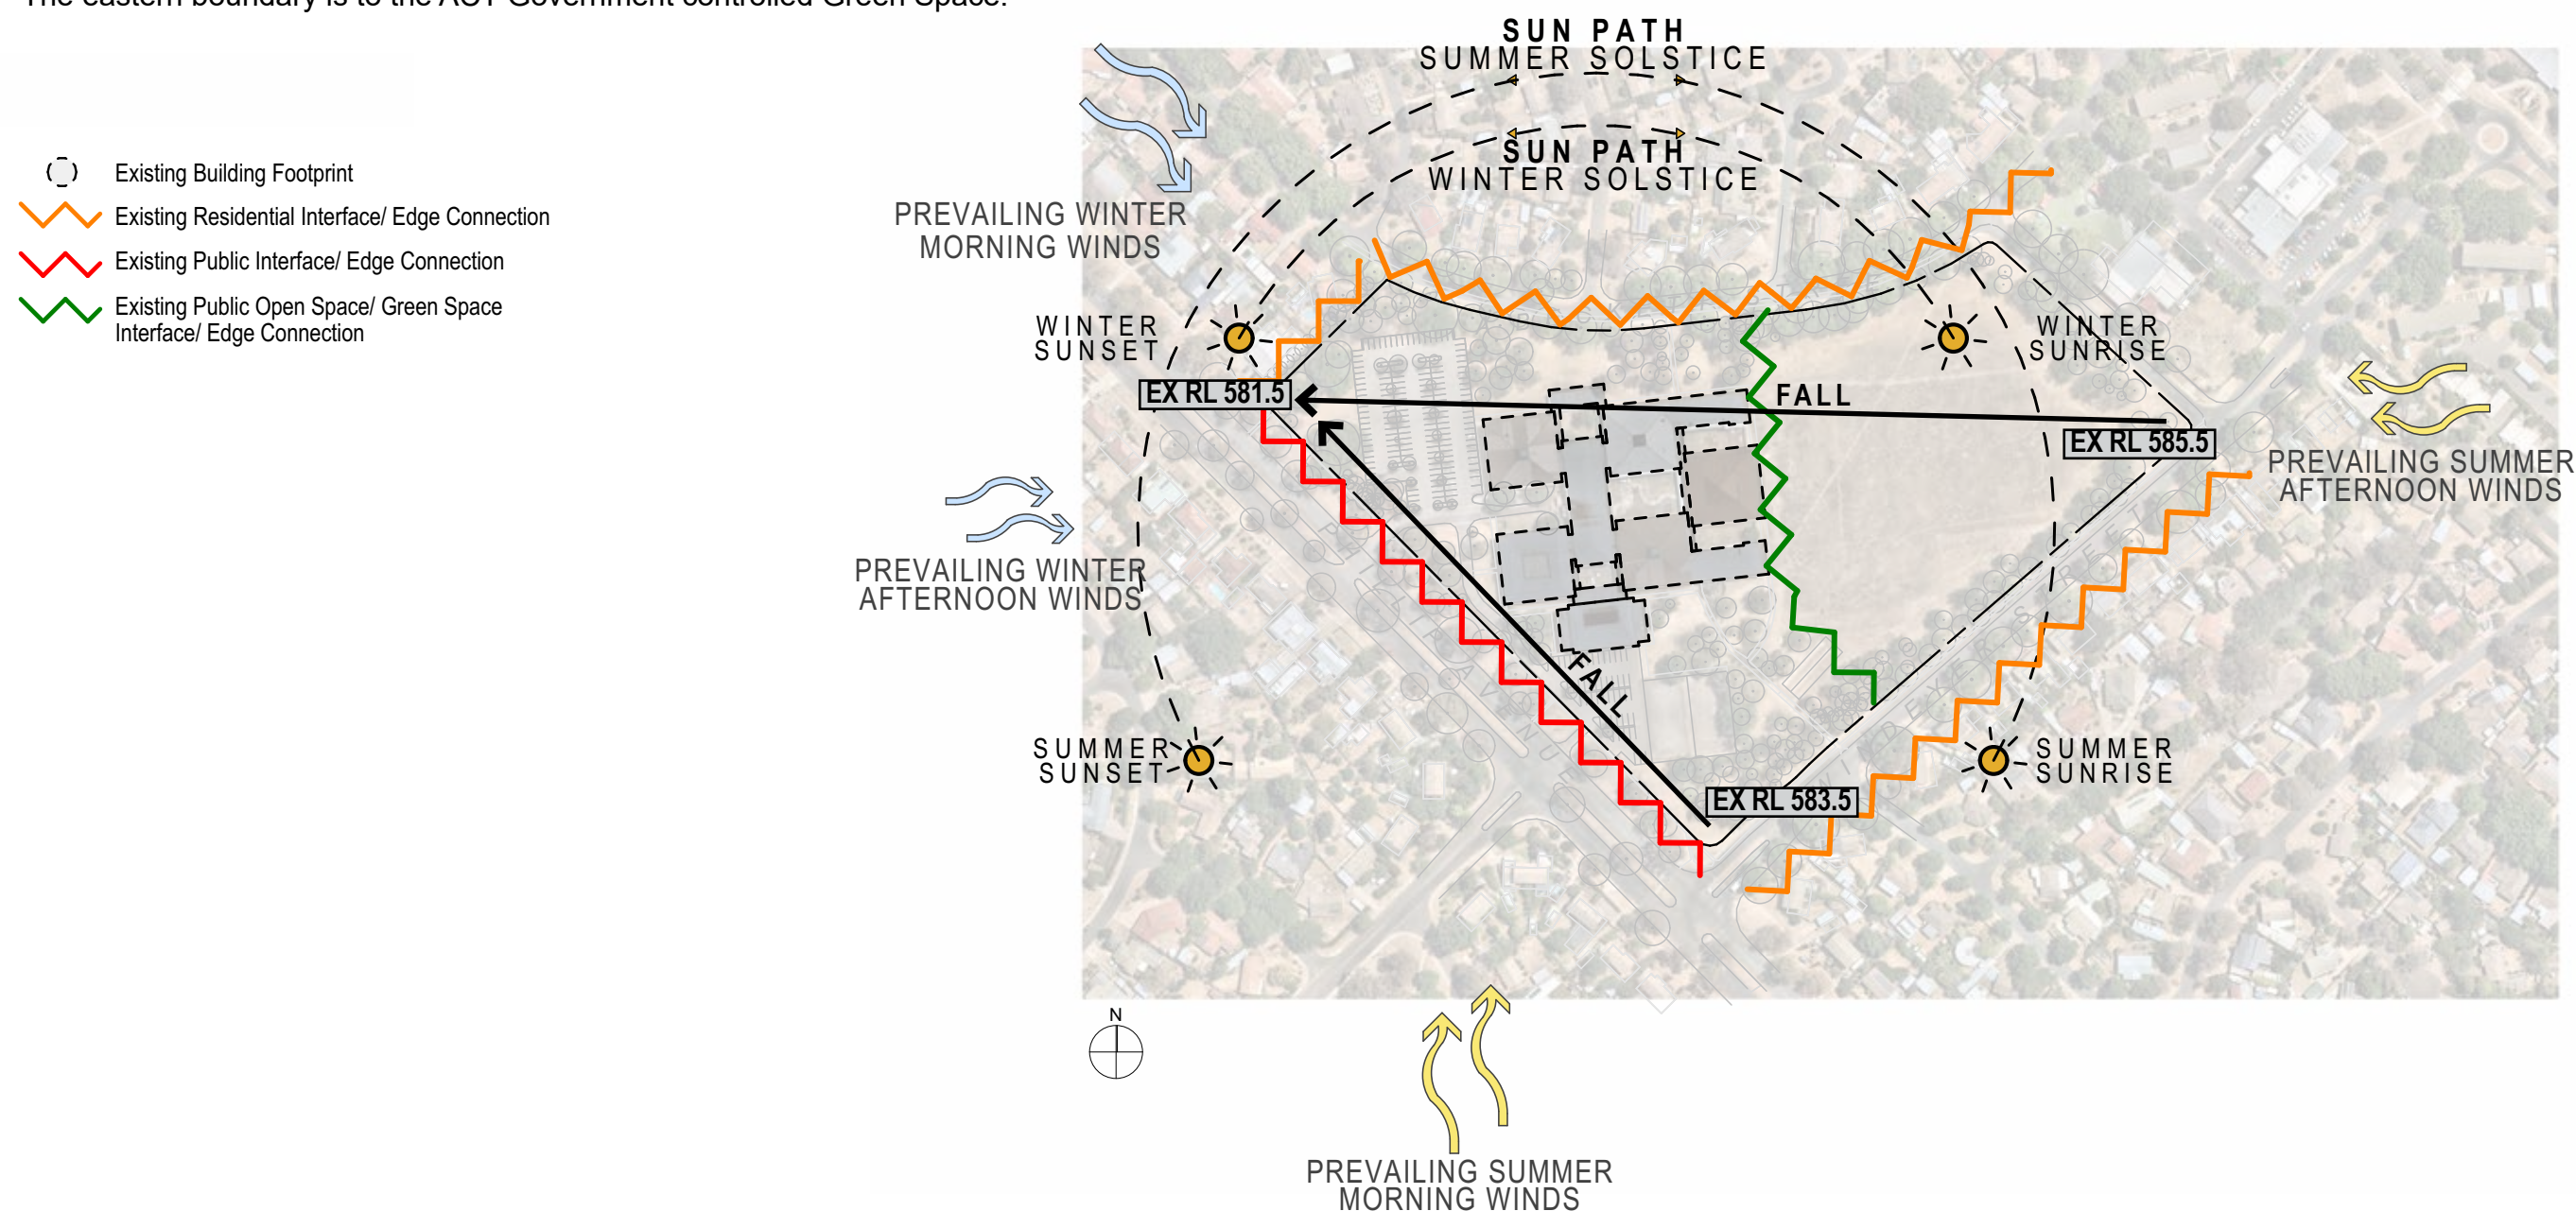 The eastern boundary is to the ACT Government controlled Green Space.
Existing Building Footprint
Existing Residential Interface/ Edge Connection
Existing Public Interface/ Edge Connection
Existing Public Open Space/ Green Space
Interface/ Edge Connection
SUN PATH
SUMMER SOLSTICE
SUN PATH
WINTER SOLSTICE
PREVAILING WINTER
MORNING WINDS
WINTER
SUNSET
WINTER
SUNRISE
EX RL 581.5
FALL
EX RL 585.5
PREVAILING SUMMER
AFTERNOON WINDS
PREVAILING WINTER
AFTERNOON WINDS
FALL
SUMMER
SUNSET
SUMMER
SUNRISE
EX RL 583.5
N
PREVAILING SUMMER
MORNING WINDS